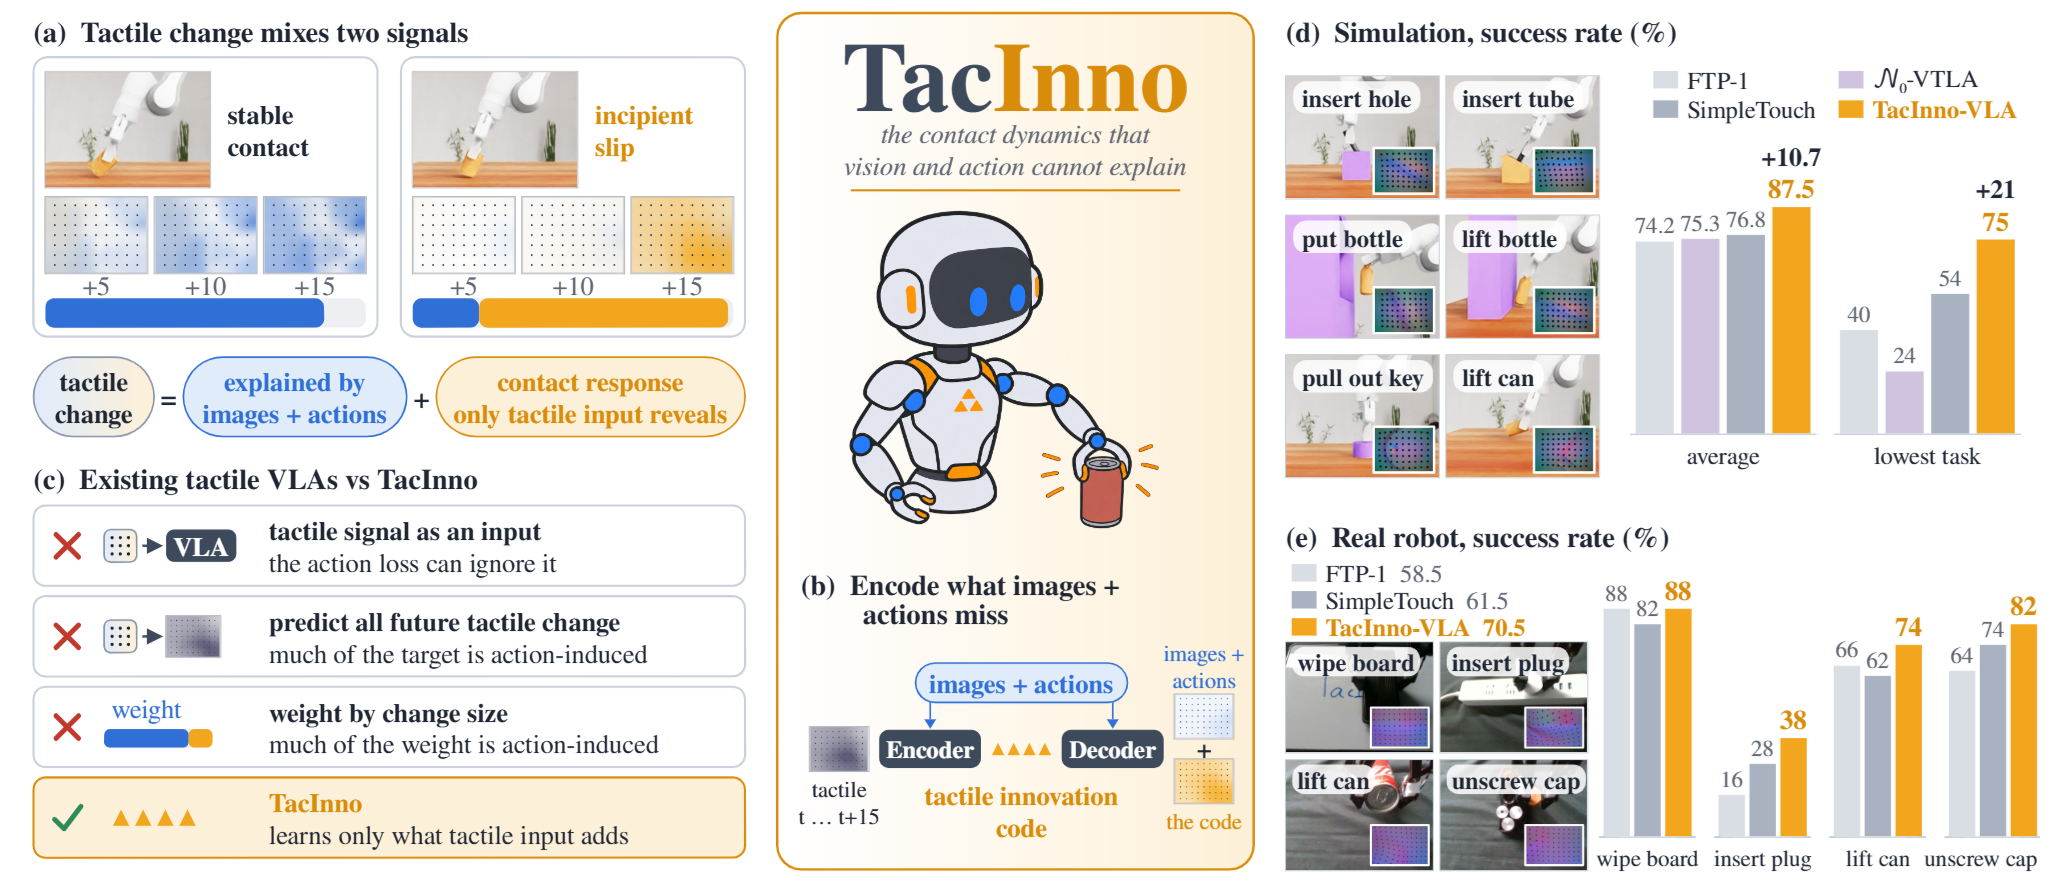 (a) Tactile change mixes two signals
stable
contact
+5 +10 +15
incipient
slip
+5 +10 +15
tactile
change
=
explained by
images + actions
+
contact response
only tactile input reveals
(c) Existing tactile VLAs vs TacInno
VLA
tactile signal as an input
the action loss can ignore it
predict all future tactile change
much of the target is action-induced
weight
weight by change size
much of the weight is action-induced
TacInno
learns only what tactile input adds
TacInno
the contact dynamics that
vision and action cannot explain
(b) Encode what images +
actions miss
images + actions
Encoder
Decoder
tactile
t … t+15
tactile innovation
code
images +
actions
+
the code
(d) Simulation, success rate (%)
insert hole
insert tube
put bottle
lift bottle
pull out key
lift can
FTP-1
SimpleTouch
𝒩₀-VTLA
TacInno-VLA
+10.7
74.2 75.3 76.8 87.5
average
+21
40 24 54 75
lowest task
(e) Real robot, success rate (%)
FTP-1 58.5
SimpleTouch 61.5
TacInno-VLA 70.5
wipe board
insert plug
lift can
unscrew cap
88 82 88
wipe board
16 28 38
insert plug
66 62 74
lift can
64 74 82
unscrew cap